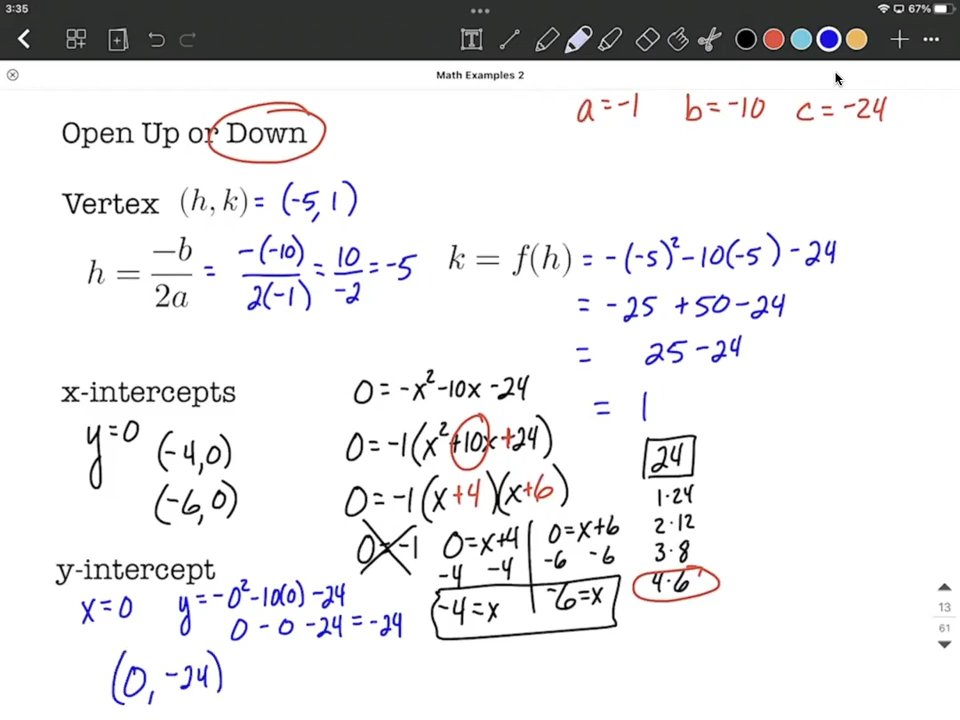 3:35
67%
Math Examples 2
a = -1 b = -10 c = -24
Open Up or Down
Vertex (h, k) = (-5, 1)
h = -b/2a = -(-10)/2(-1) = 10/-2 = -5
k = f(h) = -(-5)² - 10(-5) - 24
= -25 + 50 - 24
= 25 - 24
= 1
x-intercepts
y = 0
(-4, 0)
(-6, 0)
0 = -x² - 10x - 24
0 = -1(x² + 10x + 24)
0 = -1(x + 4)(x + 6)
0 = -1
0 = x + 4
-4 -4
-4 = x
0 = x + 6
-6 -6
-6 = x
24
1·24
2·12
3·8
4·6
y-intercept
x = 0
y = -0² - 10(0) - 24
0 - 0 - 24 = -24
(0, -24)
13
61